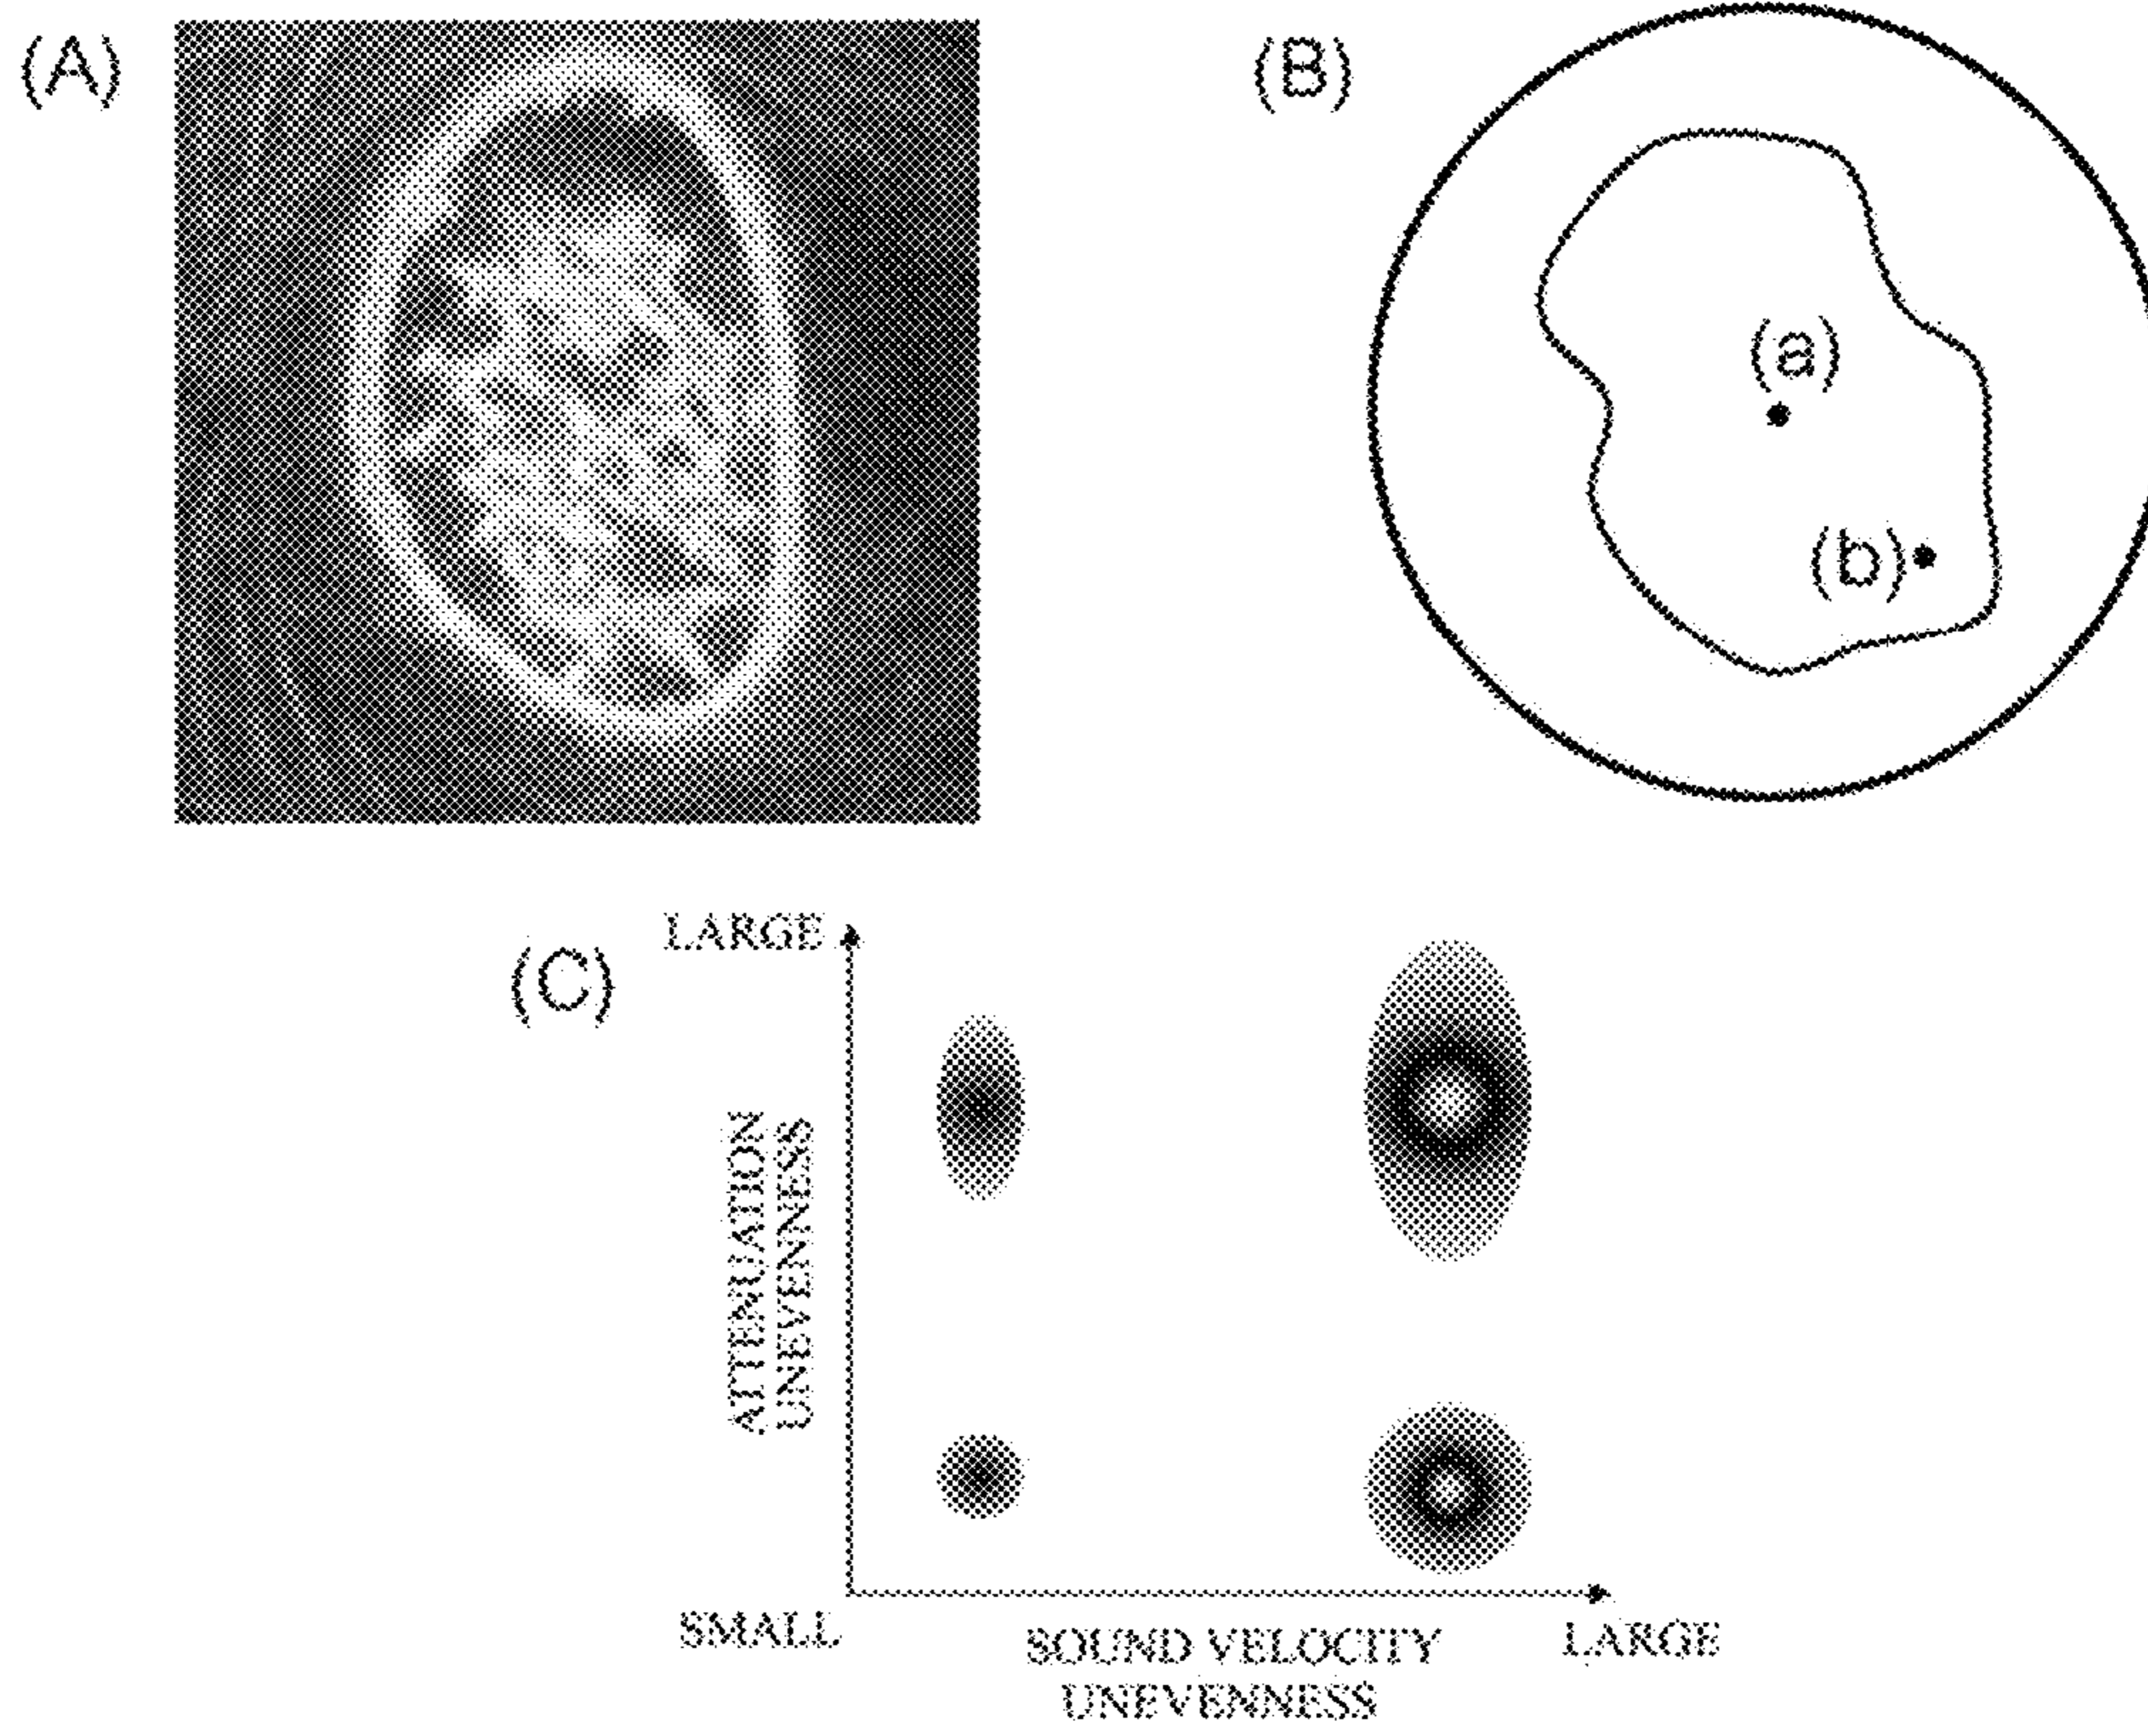 (A)
(B)
(a)
(b)
(C)
LARGE
ATTENUATION
UNEVENNESS
SMALL
SOUND VELOCITY
UNEVENNESS
LARGE